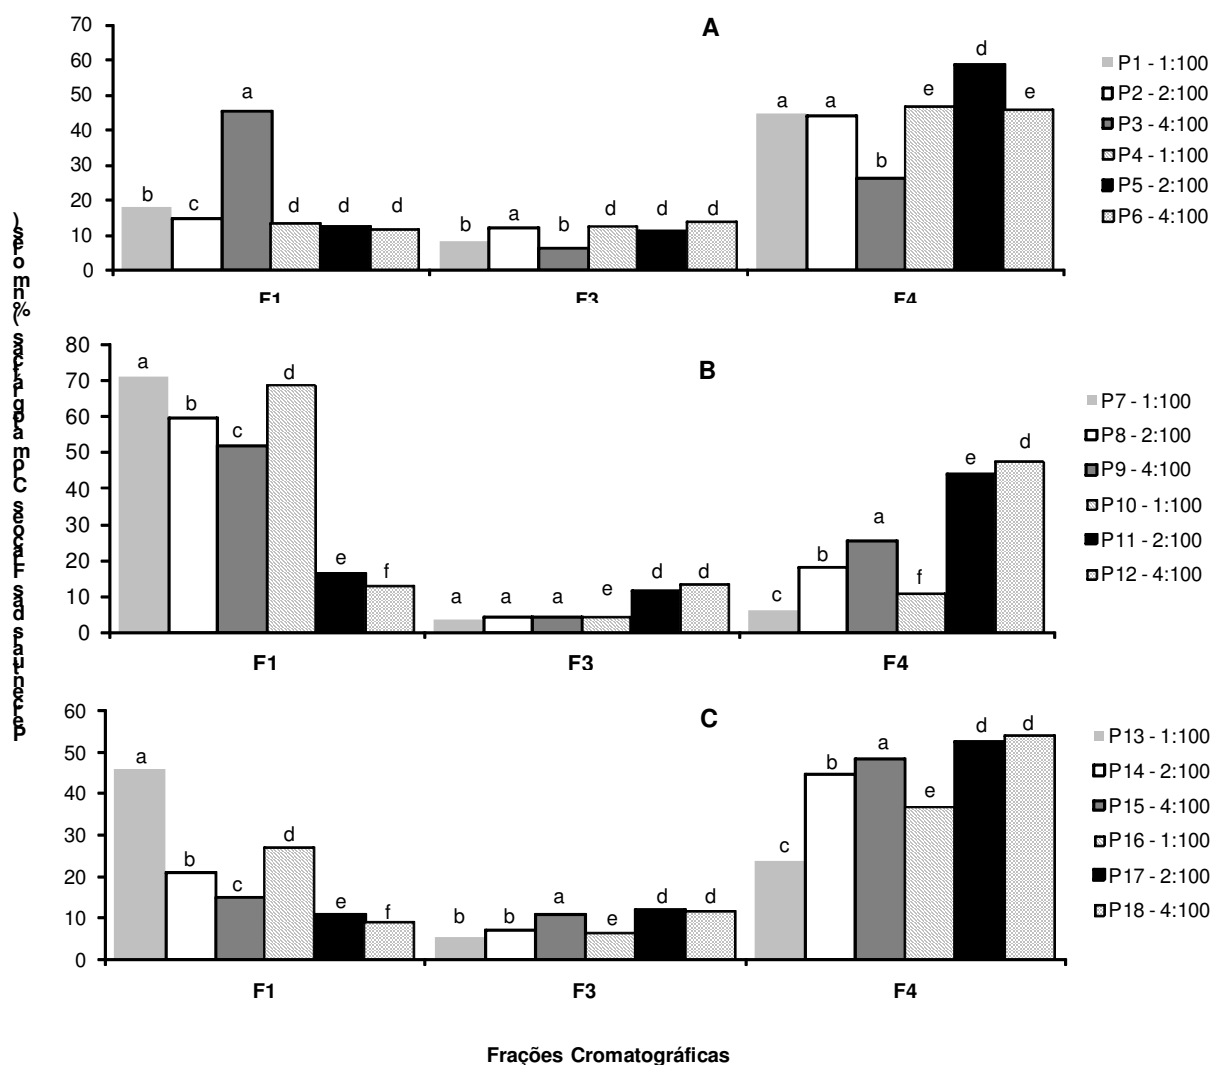 70
60
50
40
30
20
10
0
A
b
c
a
d
d
d
b
a
b
d
d
d
a
a
b
e
d
e
F1
F3
F4
P1 - 1:100
P2 - 2:100
P3 - 4:100
P4 - 1:100
P5 - 2:100
P6 - 4:100
80
70
60
50
40
30
20
10
0
B
a
b
c
d
e
f
a
a
a
e
d
d
c
b
a
f
e
d
F1
F3
F4
P7 - 1:100
P8 - 2:100
P9 - 4:100
P10 - 1:100
P11 - 2:100
P12 - 4:100
60
50
40
30
20
10
0
C
a
b
c
d
e
f
b
b
a
e
d
d
c
b
a
e
d
d
F1
F3
F4
P13 - 1:100
P14 - 2:100
P15 - 4:100
P16 - 1:100
P17 - 2:100
P18 - 4:100
Frações Cromatográficas